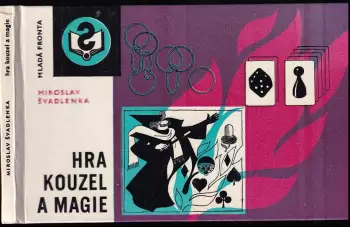 MIROSLAV ŠVADLENKA
hra kouzel a magie
MLADÁ FRONTA
MIROSLAV
ŠVADLENKA
HRA
KOUZEL
A MAGIE